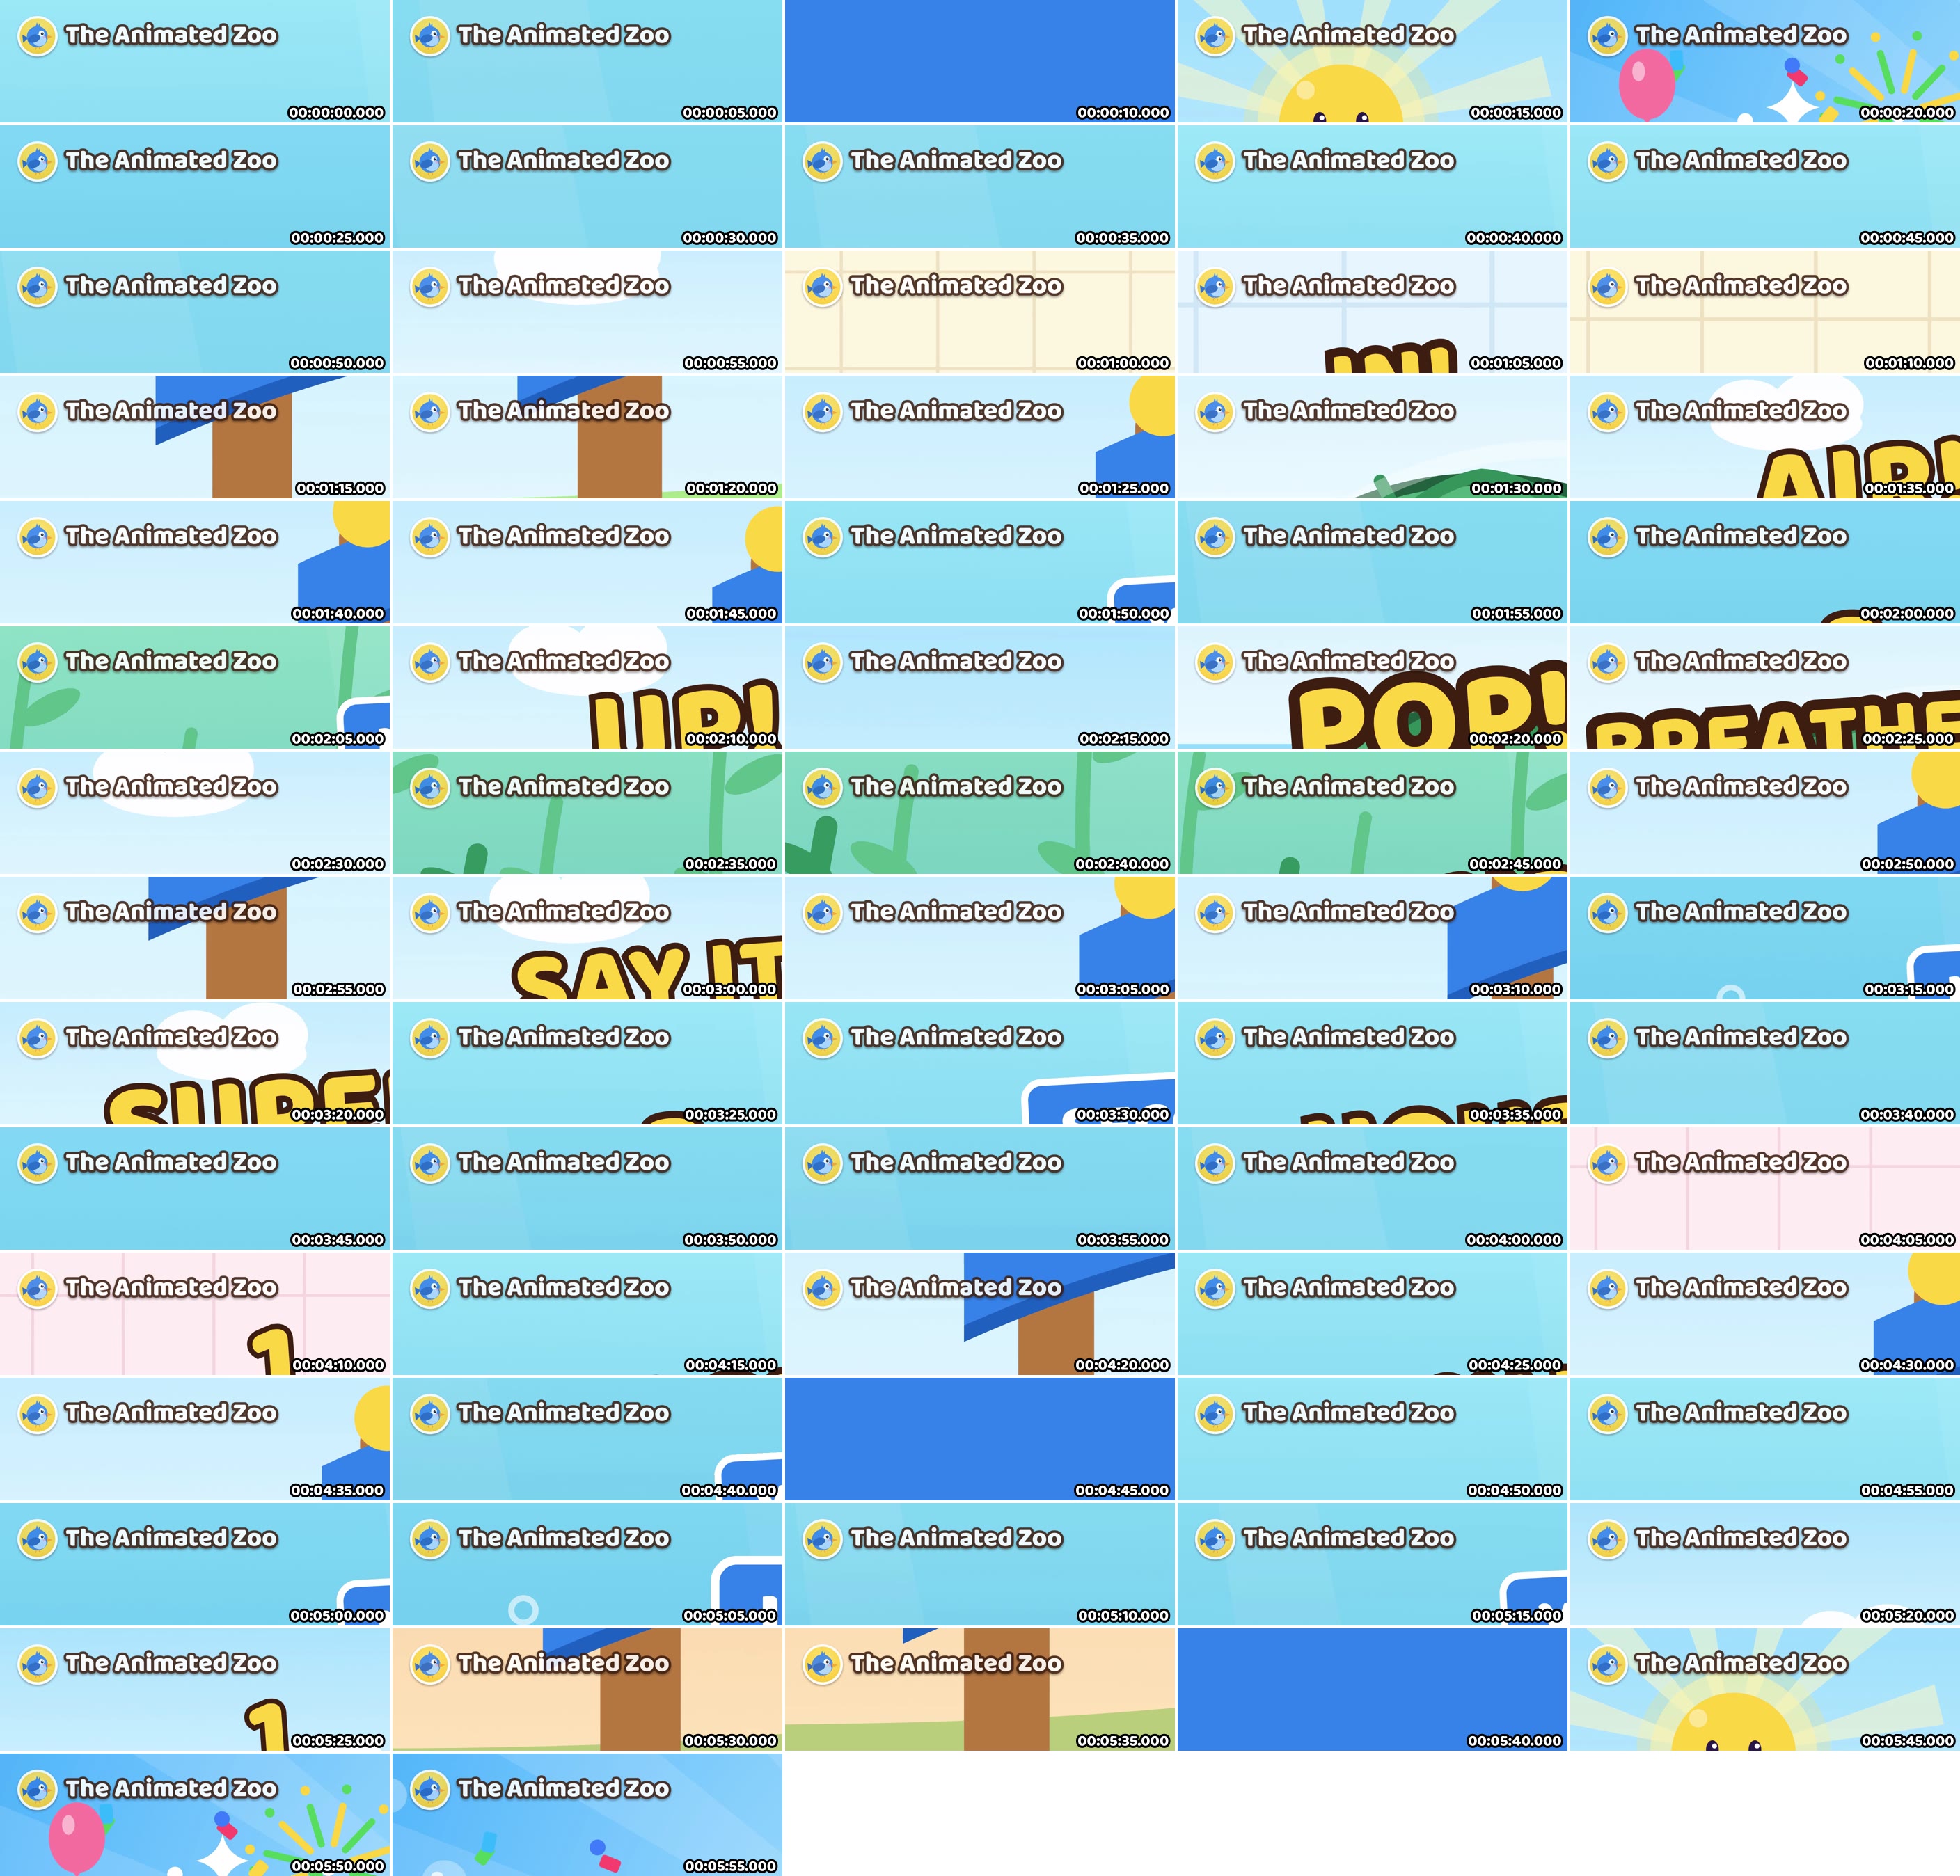 The Animated Zoo
00:00:00.000
The Animated Zoo
00:00:05.000
00:00:10.000
The Animated Zoo
00:00:15.000
The Animated Zoo
00:00:20.000
The Animated Zoo
00:00:25.000
The Animated Zoo
00:00:30.000
The Animated Zoo
00:00:35.000
The Animated Zoo
00:00:40.000
The Animated Zoo
00:00:45.000
The Animated Zoo
00:00:50.000
The Animated Zoo
00:00:55.000
The Animated Zoo
00:01:00.000
The Animated Zoo
00:01:05.000
The Animated Zoo
00:01:10.000
The Animated Zoo
00:01:15.000
The Animated Zoo
00:01:20.000
The Animated Zoo
00:01:25.000
The Animated Zoo
00:01:30.000
The Animated Zoo
AIR!
00:01:35.000
The Animated Zoo
00:01:40.000
The Animated Zoo
00:01:45.000
The Animated Zoo
00:01:50.000
The Animated Zoo
00:01:55.000
The Animated Zoo
00:02:00.000
The Animated Zoo
00:02:05.000
The Animated Zoo
UP!
00:02:10.000
The Animated Zoo
00:02:15.000
The Animated Zoo
POP!
00:02:20.000
The Animated Zoo
BREATHE
00:02:25.000
The Animated Zoo
00:02:30.000
The Animated Zoo
00:02:35.000
The Animated Zoo
00:02:40.000
The Animated Zoo
00:02:45.000
The Animated Zoo
00:02:50.000
The Animated Zoo
00:02:55.000
The Animated Zoo
SAY IT
00:03:00.000
The Animated Zoo
00:03:05.000
The Animated Zoo
00:03:10.000
The Animated Zoo
00:03:15.000
The Animated Zoo
00:03:20.000
The Animated Zoo
00:03:25.000
The Animated Zoo
00:03:30.000
The Animated Zoo
00:03:35.000
The Animated Zoo
00:03:40.000
The Animated Zoo
00:03:45.000
The Animated Zoo
00:03:50.000
The Animated Zoo
00:03:55.000
The Animated Zoo
00:04:00.000
The Animated Zoo
00:04:05.000
The Animated Zoo
1
00:04:10.000
The Animated Zoo
00:04:15.000
The Animated Zoo
00:04:20.000
The Animated Zoo
00:04:25.000
The Animated Zoo
00:04:30.000
The Animated Zoo
00:04:35.000
The Animated Zoo
00:04:40.000
00:04:45.000
The Animated Zoo
00:04:50.000
The Animated Zoo
00:04:55.000
The Animated Zoo
00:05:00.000
The Animated Zoo
00:05:05.000
The Animated Zoo
00:05:10.000
The Animated Zoo
00:05:15.000
The Animated Zoo
00:05:20.000
The Animated Zoo
1
00:05:25.000
The Animated Zoo
00:05:30.000
The Animated Zoo
00:05:35.000
00:05:40.000
The Animated Zoo
00:05:45.000
The Animated Zoo
00:05:50.000
The Animated Zoo
00:05:55.000